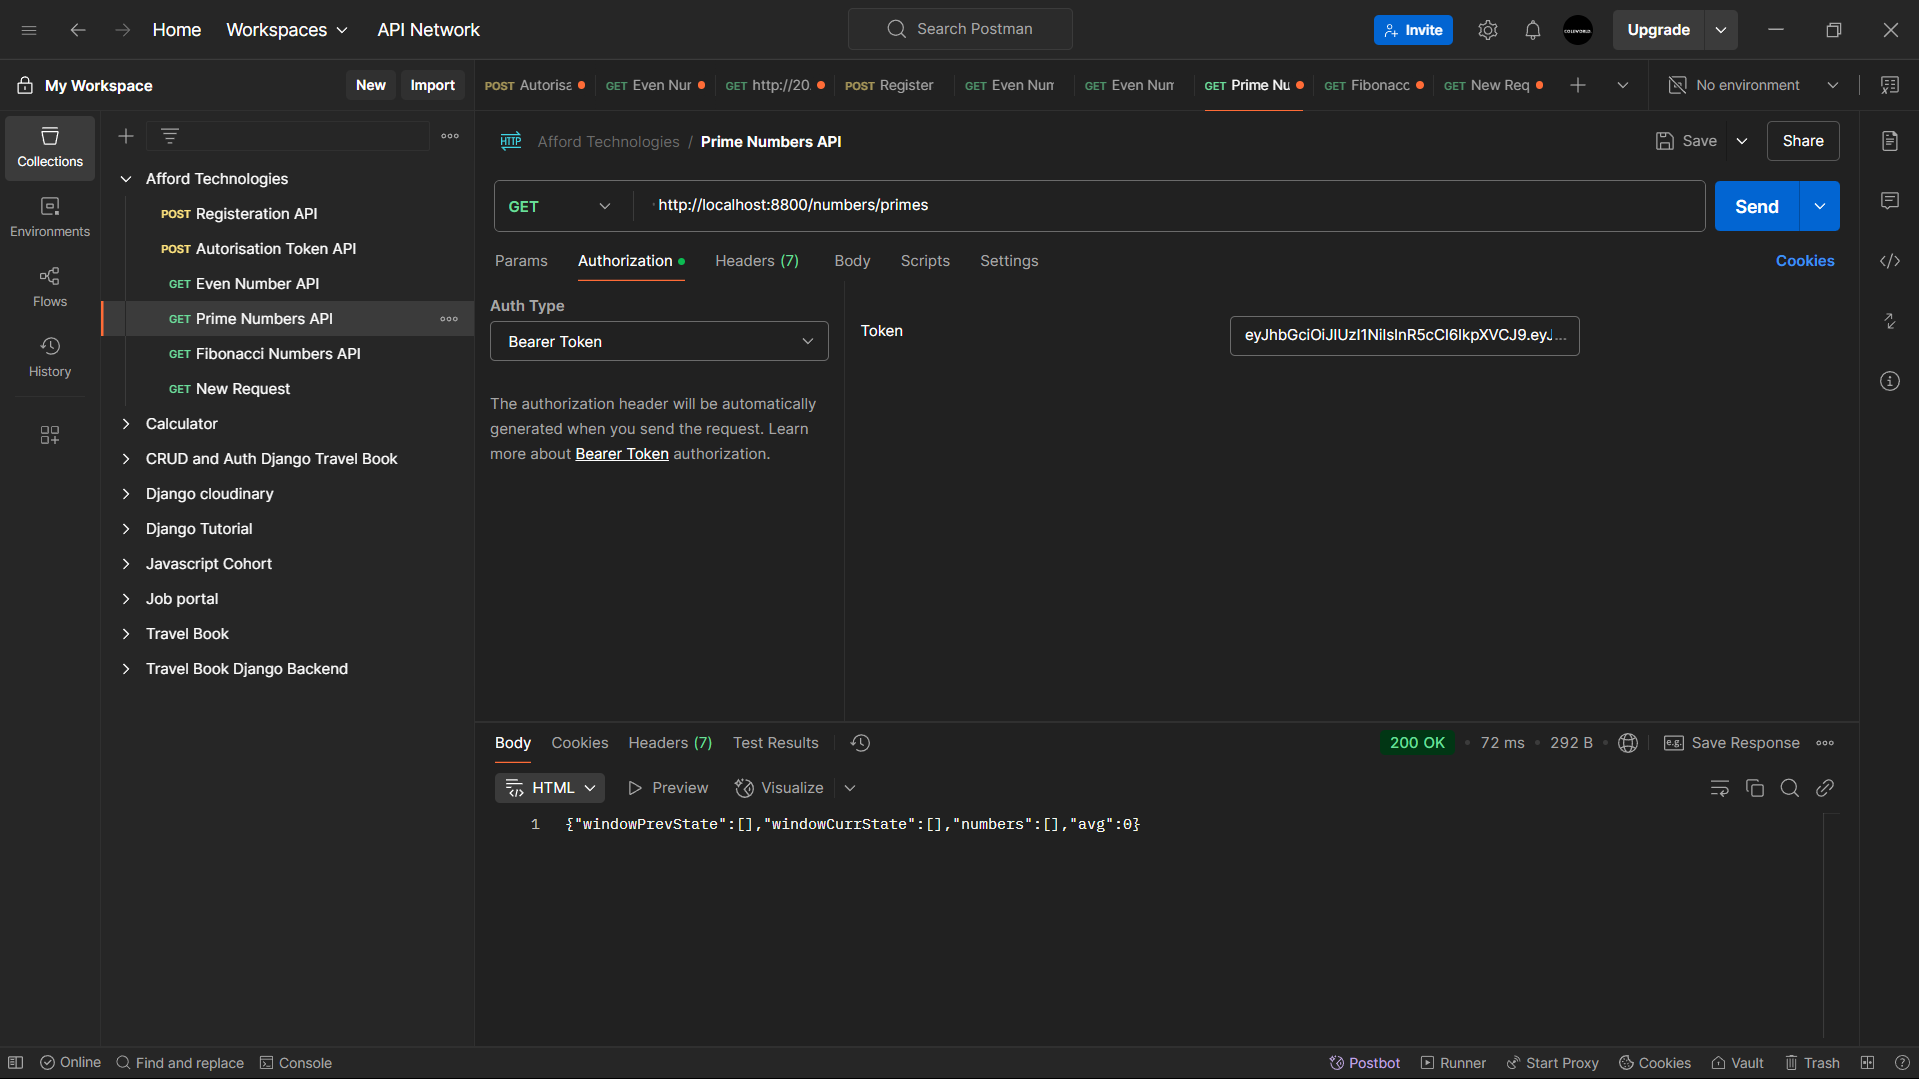 Home Workspaces API Network Search Postman Invite COLEWORLD. Upgrade
My Workspace New Import POST Autorisa GET Even Nur GET http://20. POST Register GET Even Num GET Even Num GET Prime Nu GET Fibonacc GET New Req No environment
HTTP Afford Technologies / Prime Numbers API Save Share
Collections
Environments
Flows
History
Afford Technologies
POST Registeration API
POST Autorisation Token API
GET Even Number API
GET Prime Numbers API
GET Fibonacci Numbers API
GET New Request
Calculator
CRUD and Auth Django Travel Book
Django cloudinary
Django Tutorial
Javascript Cohort
Job portal
Travel Book
Travel Book Django Backend
GET http://localhost:8800/numbers/primes Send
Params Authorization Headers (7) Body Scripts Settings Cookies
Auth Type
Bearer Token
Token eyJhbGciOiJIUzI1NiIsInR5cCI6IkpXVCJ9.eyJ...
The authorization header will be automatically
generated when you send the request. Learn
more about Bearer Token authorization.
Body Cookies Headers (7) Test Results 200 OK 72 ms 292 B e.g. Save Response
HTML Preview Visualize
1 {"windowPrevState":[],"windowCurrState":[],"numbers":[],"avg":0}
Online Find and replace Console Postbot Runner Start Proxy Cookies Vault Trash